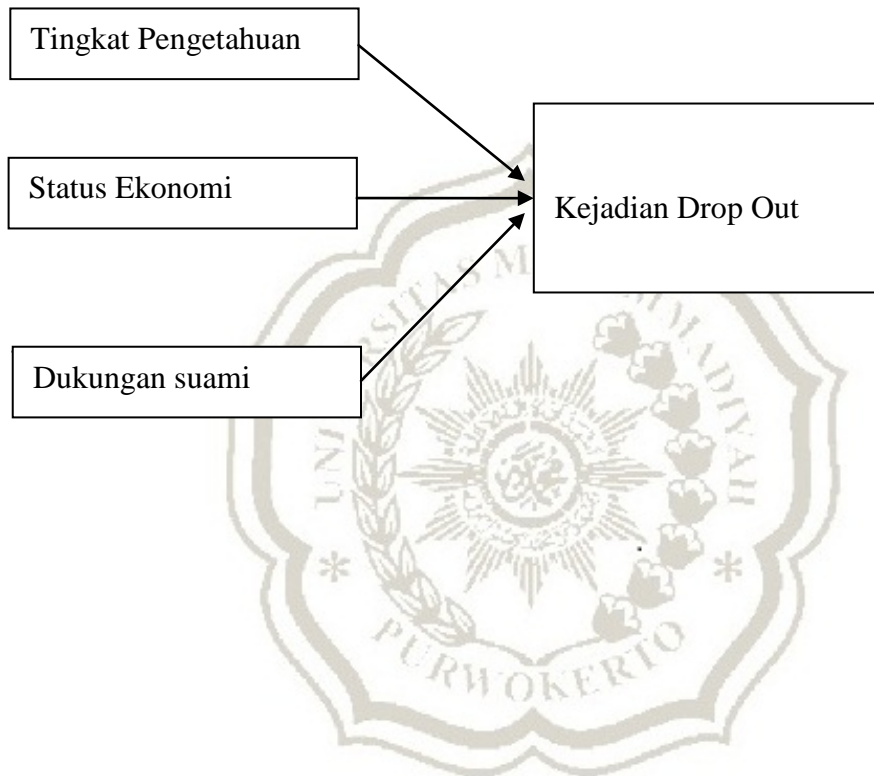 Tingkat Pengetahuan
Status Ekonomi
Kejadian Drop Out
Dukungan suami
PURWOKERTO